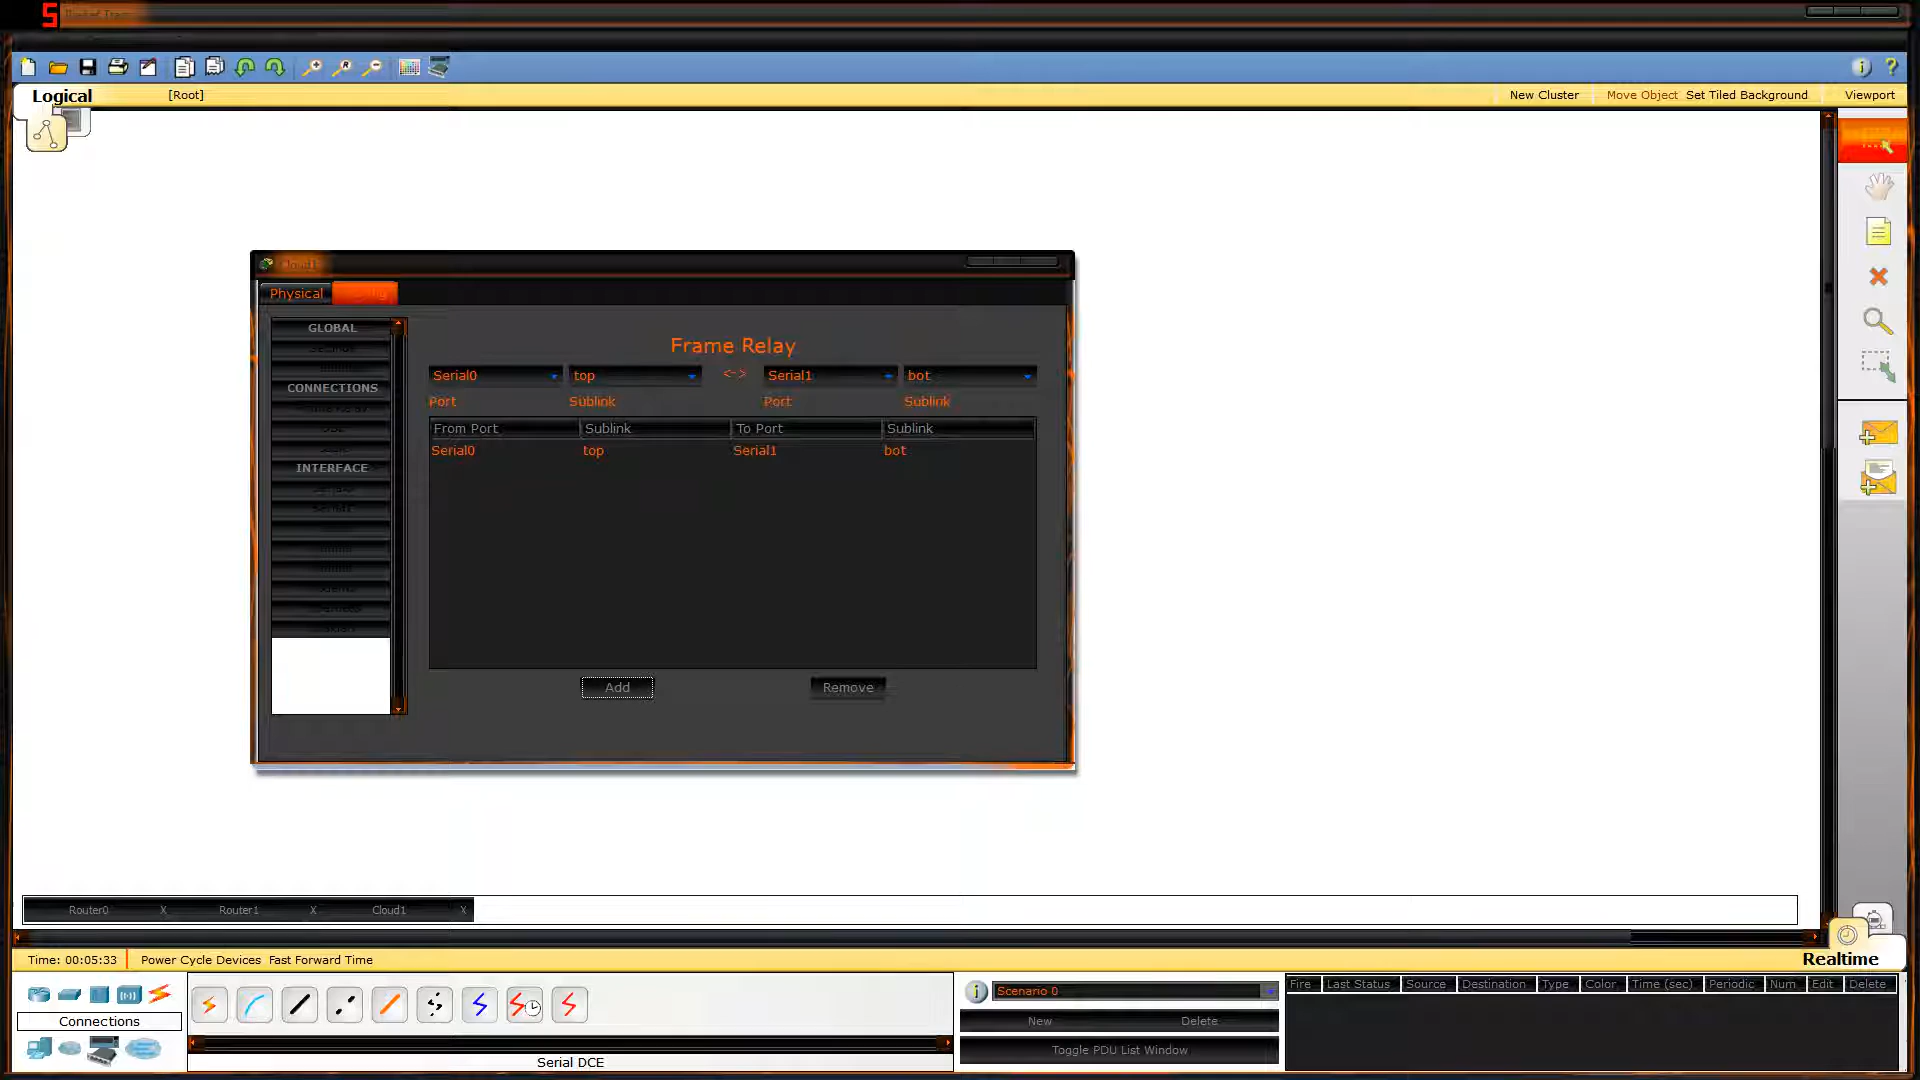 Logical [Root] New Cluster Move Object Set Tiled Background Viewport
Cloud1
Physical
GLOBAL
CONNECTIONS
INTERFACE
Frame Relay
Serial0 top <-> Serial1 bot
Port Sublink Port Sublink
From Port Sublink To Port Sublink
Serial0 top Serial1 bot
Add Remove
Router0 X Router1 X Cloud1 X
Time: 00:05:33 Power Cycle Devices Fast Forward Time
Realtime
Connections
Serial DCE
Scenario 0
New Delete
Toggle PDU List Window
Fire Last Status Source Destination Type Color Time (sec) Periodic Num Edit Delete